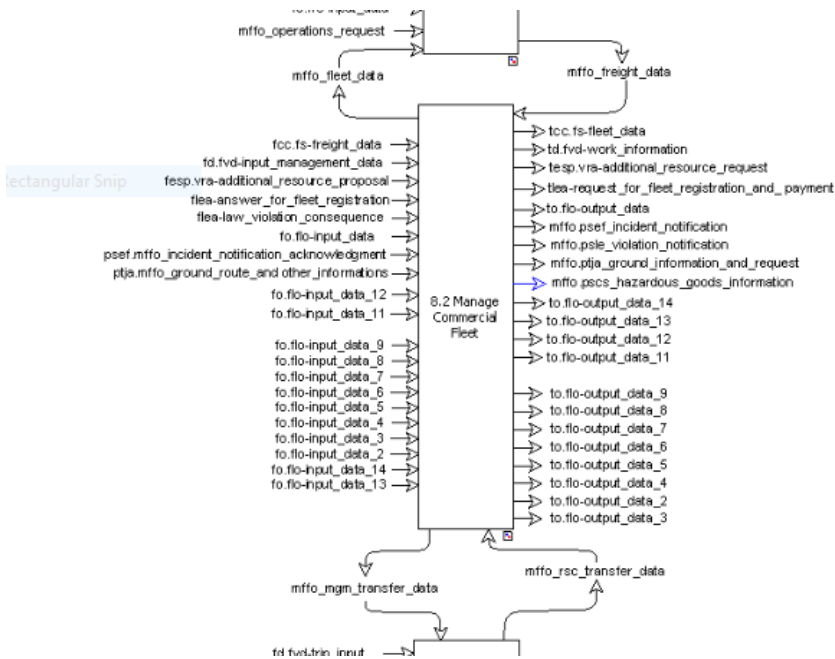 mffo_operations_request
mffo_fleet_data
mffo_freight_data
fcc.fs-freight_data
fd.fvd-input_management_data
Rectangular Snip
fesp.vra-additional_resource_proposal
flea-answer_for_fleet_registration
flea-law_violation_consequence
fo.flo-input_data
psef.mffo_incident_notification_acknowledgment
ptja.mffo_ground_route_and other_informations
fo.flo-input_data_12
fo.flo-input_data_11
fo.flo-input_data_9
fo.flo-input_data_8
fo.flo-input_data_7
fo.flo-input_data_6
fo.flo-input_data_5
fo.flo-input_data_4
fo.flo-input_data_3
fo.flo-input_data_2
fo.flo-input_data_14
fo.flo-input_data_13
8.2 Manage
Commercial
Fleet
tcc.fs-fleet_data
td.fvd-work_information
tesp.vra-additional_resource_request
tlea-request_for_fleet_registration_and_ payment
to.flo-output_data
mffo.psef_incident_notification
mffo.psle_violation_notification
mffo.ptja_ground_information_and_request
mffo.pscs_hazardous_goods_information
to.flo-output_data_14
to.flo-output_data_13
to.flo-output_data_12
to.flo-output_data_11
to.flo-output_data_9
to.flo-output_data_8
to.flo-output_data_7
to.flo-output_data_6
to.flo-output_data_5
to.flo-output_data_4
to.flo-output_data_2
to.flo-output_data_3
mffo_mgm_transfer_data
mffo_rsc_transfer_data
fd.fvd-trip_input